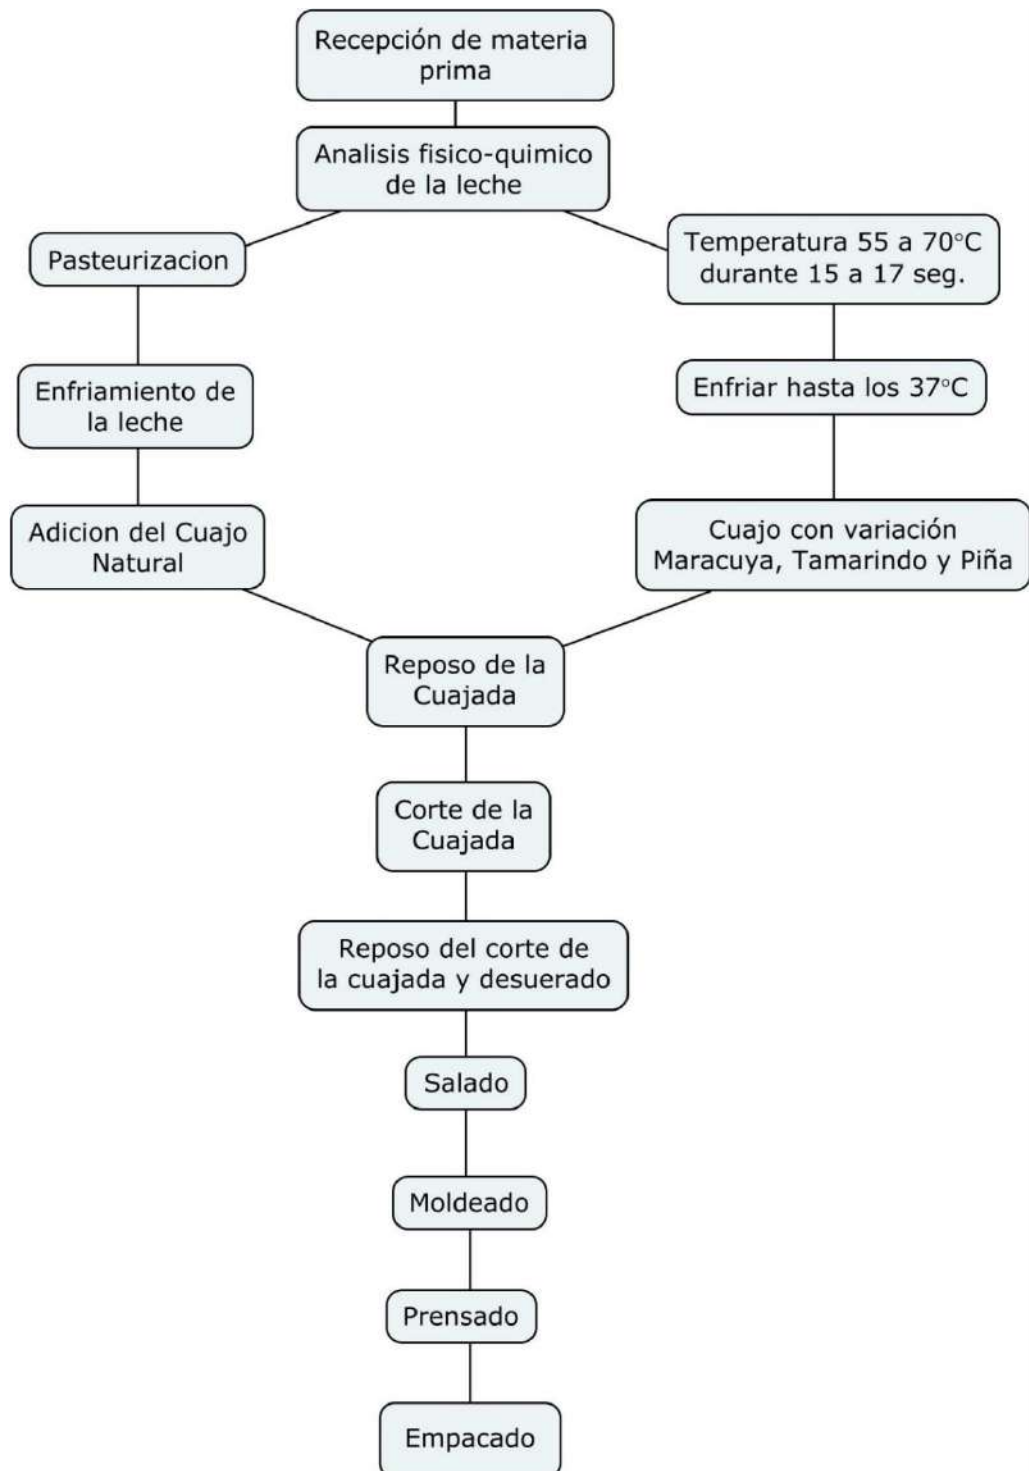 Recepción de materia
prima
Analisis fisico-quimico
de la leche
Pasteurizacion
Temperatura 55 a 70°C
durante 15 a 17 seg.
Enfriamiento de
la leche
Enfriar hasta los 37°C
Adicion del Cuajo
Natural
Cuajo con variación
Maracuya, Tamarindo y Piña
Reposo de la
Cuajada
Corte de la
Cuajada
Reposo del corte de
la cuajada y desuerado
Salado
Moldeado
Prensado
Empacado